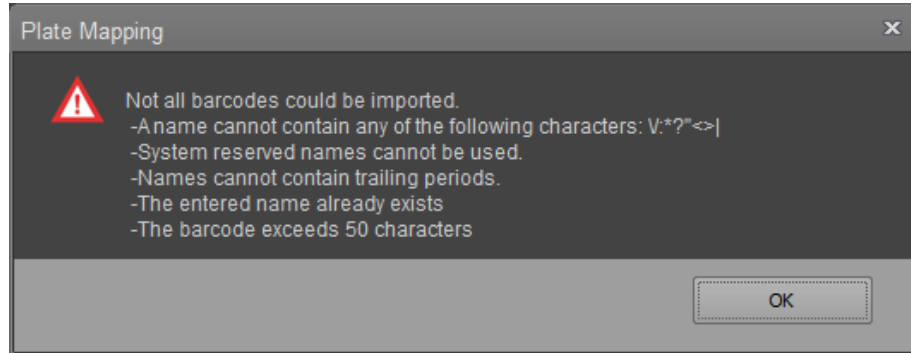 Plate Mapping
Not all barcodes could be imported.
-A name cannot contain any of the following characters: \/:*?"<>|
-System reserved names cannot be used.
-Names cannot contain trailing periods.
-The entered name already exists
-The barcode exceeds 50 characters
OK